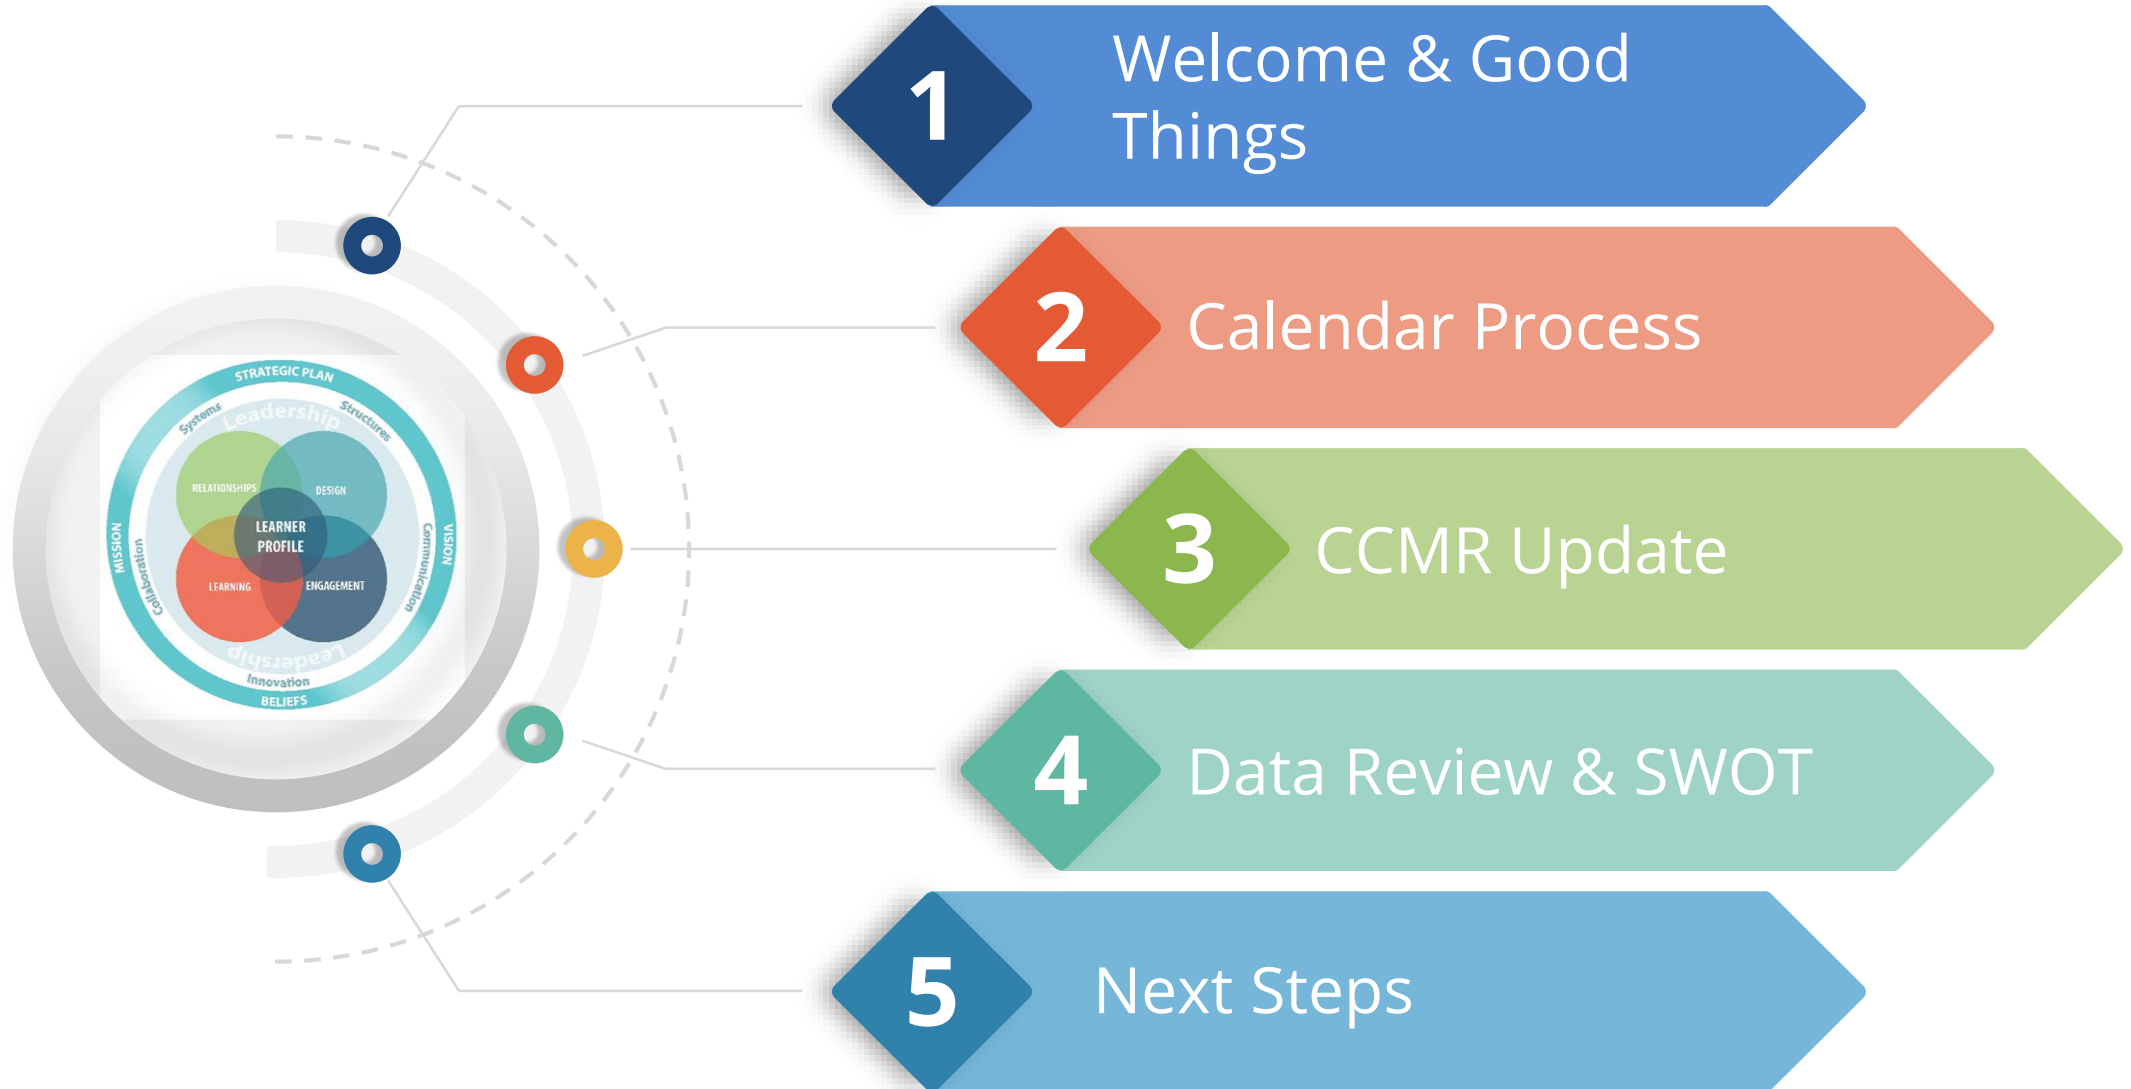 1
Welcome & Good
Things
2
Calendar Process
3
CCMR Update
4
Data Review & SWOT
5
Next Steps
STRATEGIC PLAN
Systems
Structures
Leadership
RELATIONSHIPS
DESIGN
LEARNER
PROFILE
MISSION
VISION
Collaboration
Communication
LEARNING
ENGAGEMENT
Leadership
Innovation
BELIEFS